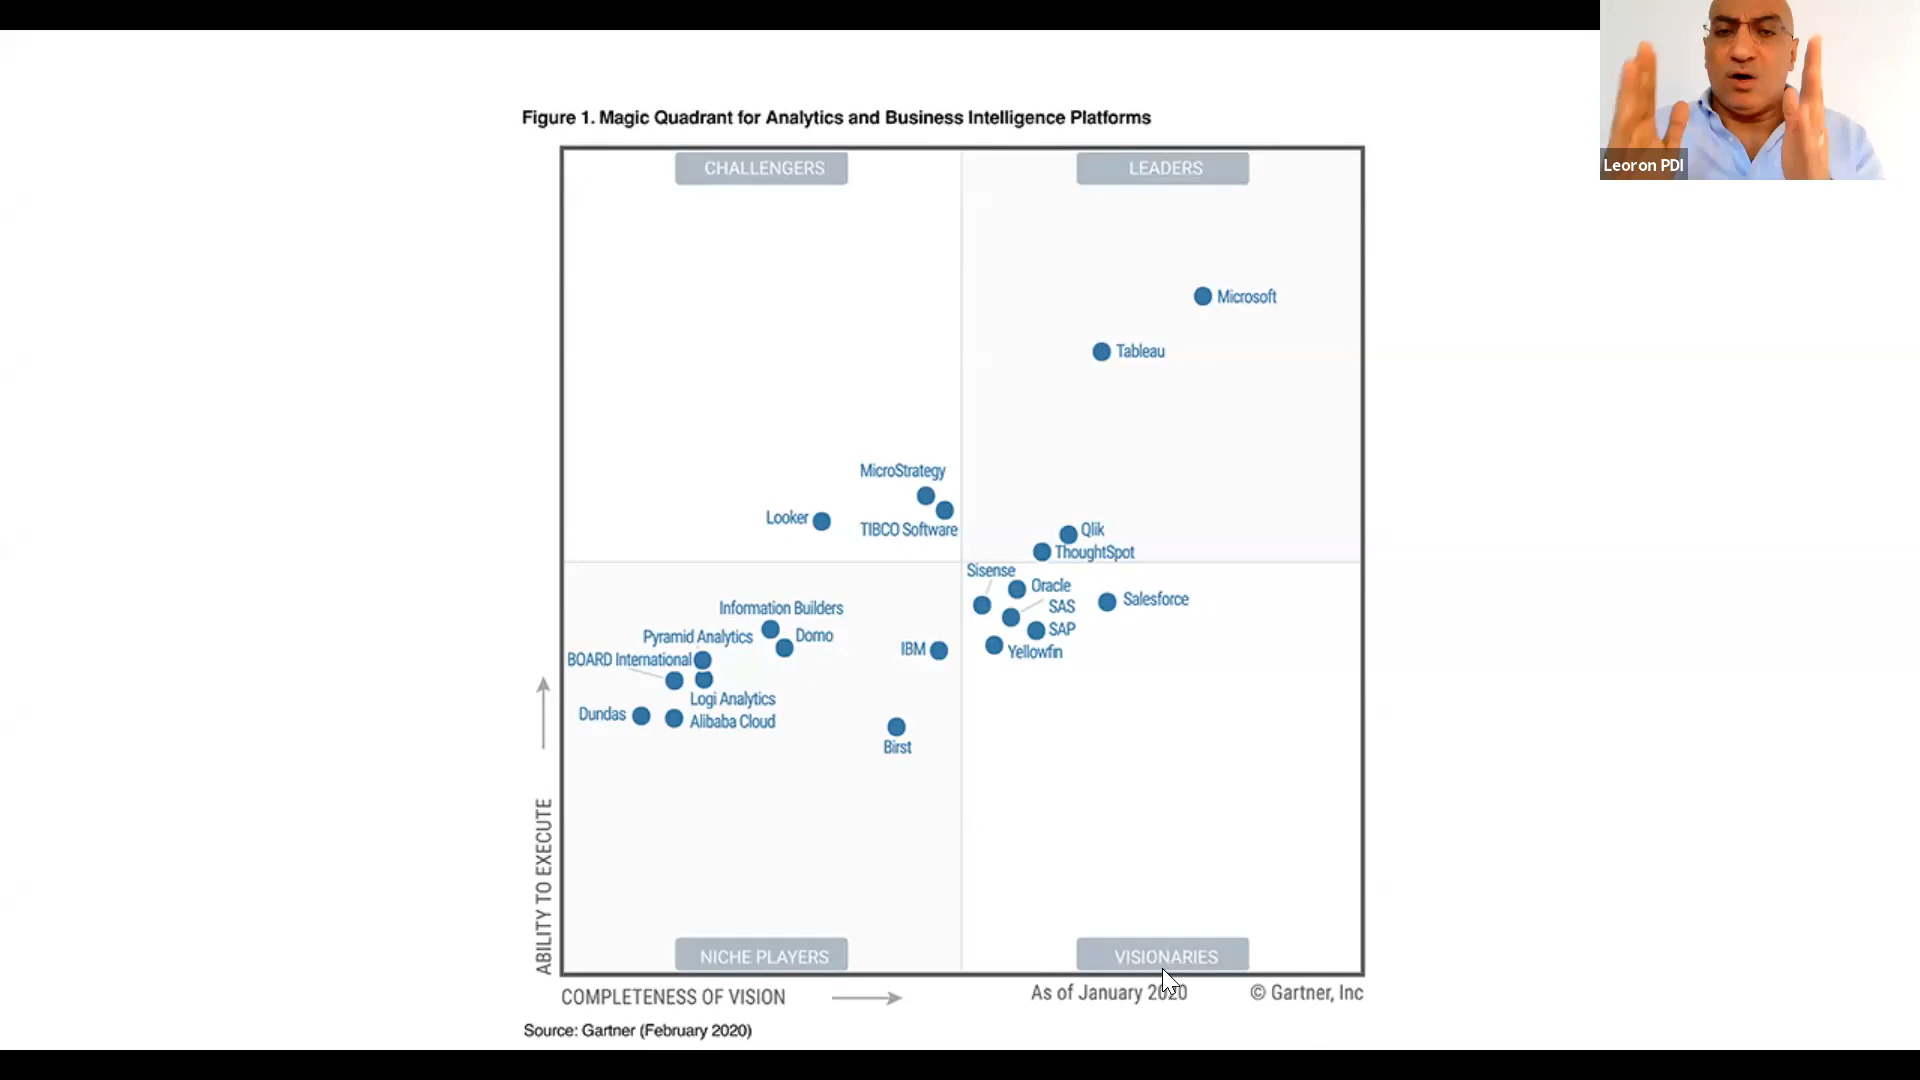 Leoron PDI
Figure 1. Magic Quadrant for Analytics and Business Intelligence Platforms
CHALLENGERS
LEADERS
Microsoft
Tableau
MicroStrategy
Looker
TIBCO Software
Qlik
ThoughtSpot
Sisense
Oracle
Salesforce
SAS
SAP
Yellowfin
Information Builders
Pyramid Analytics
Domo
IBM
BOARD International
Logi Analytics
Dundas
Alibaba Cloud
Birst
ABILITY TO EXECUTE
NICHE PLAYERS
VISIONARIES
COMPLETENESS OF VISION
As of January 2020
© Gartner, Inc
Source: Gartner (February 2020)